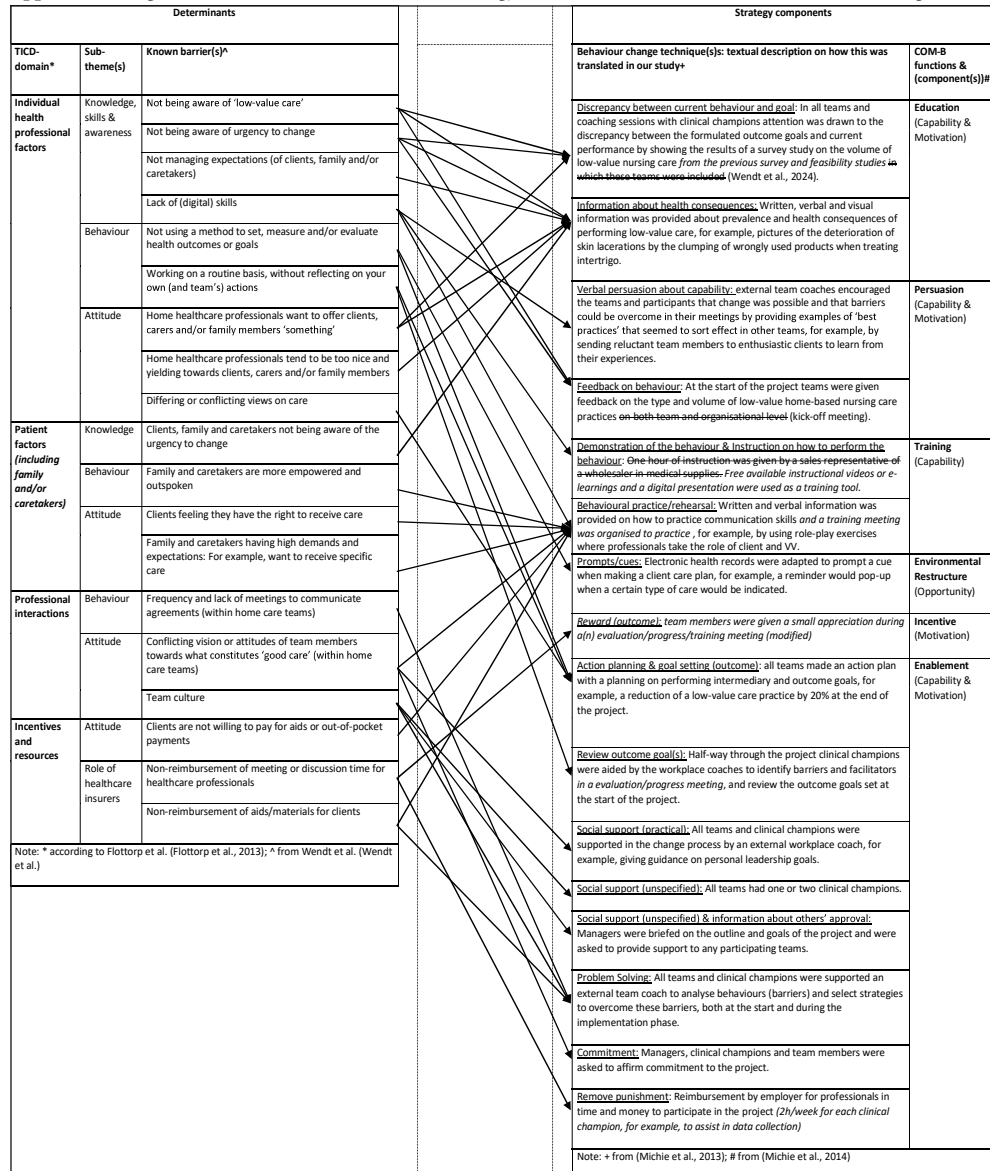 Determinants
Strategy components
TICD-
domain*
Sub-
theme(s)
Known barrier(s)^
Behaviour change technique(s)s: textual description on how this was
translated in our study+
COM-B
functions &
(component(s))#
Individual
health
professional
factors
Knowledge,
skills &
awareness
Not being aware of ‘low-value care’
Not being aware of urgency to change
Not managing expectations (of clients, family and/or
caretakers)
Lack of (digital) skills
Behaviour
Not using a method to set, measure and/or evaluate
health outcomes or goals
Working on a routine basis, without reflecting on your
own (and team’s) actions
Attitude
Home healthcare professionals want to offer clients,
carers and/or family members ‘something’
Home healthcare professionals tend to be too nice and
yielding towards clients, carers and/or family members
Differing or conflicting views on care
Patient
factors
(including
family
and/or
caretakers)
Knowledge
Clients, family and caretakers not being aware of the
urgency to change
Behaviour
Family and caretakers are more empowered and
outspoken
Attitude
Clients feeling they have the right to receive care
Family and caretakers having high demands and
expectations: For example, want to receive specific
care
Professional
interactions
Behaviour
Frequency and lack of meetings to communicate
agreements (within home care teams)
Attitude
Conflicting vision or attitudes of team members
towards what constitutes ‘good care’ (within home
care teams)
Team culture
Incentives
and
resources
Attitude
Clients are not willing to pay for aids or out-of-pocket
payments
Role of
healthcare
insurers
Non-reimbursement of meeting or discussion time for
healthcare professionals
Non-reimbursement of aids/materials for clients
Note: * according to Flottorp et al. (Flottorp et al., 2013); ^ from Wendt et al. (Wendt
et al.)
Discrepancy between current behaviour and goal: In all teams and
coaching sessions with clinical champions attention was drawn to the
discrepancy between the formulated outcome goals and current
performance by showing the results of a survey study on the volume of
low-value nursing care from the previous survey and feasibility studies in
which these teams were included (Wendt et al., 2024).
Education
(Capability &
Motivation)
Information about health consequences: Written, verbal and visual
information was provided about prevalence and health consequences of
performing low-value care, for example, pictures of the deterioration of
skin lacerations by the clumping of wrongly used products when treating
intertrigo.
Verbal persuasion about capability: external team coaches encouraged
the teams and participants that change was possible and that barriers
could be overcome in their meetings by providing examples of ‘best
practices’ that seemed to sort effect in other teams, for example, by
sending reluctant team members to enthusiastic clients to learn from
their experiences.
Persuasion
(Capability &
Motivation)
Feedback on behaviour: At the start of the project teams were given
feedback on the type and volume of low-value home-based nursing care
practices on both team and organisational level (kick-off meeting).
Demonstration of the behaviour & Instruction on how to perform the
behaviour: One hour of instruction was given by a sales representative of
a wholesaler in medical supplies. Free available instructional videos or e-
learnings and a digital presentation were used as a training tool.
Training
(Capability)
Behavioural practice/rehearsal: Written and verbal information was
provided on how to practice communication skills and a training meeting
was organised to practice , for example, by using role-play exercises
where professionals take the role of client and VV.
Prompts/cues: Electronic health records were adapted to prompt a cue
when making a client care plan, for example, a reminder would pop-up
when a certain type of care would be indicated.
Environmental
Restructure
(Opportunity)
Reward (outcome): team members were given a small appreciation during
a(n) evaluation/progress/training meeting (modified)
Incentive
(Motivation)
Action planning & goal setting (outcome): all teams made an action plan
with a planning on performing intermediary and outcome goals, for
example, a reduction of a low-value care practice by 20% at the end of
the project.
Enablement
(Capability &
Motivation)
Review outcome goal(s): Half-way through the project clinical champions
were aided by the workplace coaches to identify barriers and facilitators
in a evaluation/progress meeting, and review the outcome goals set at
the start of the project.
Social support (practical): All teams and clinical champions were
supported in the change process by an external workplace coach, for
example, giving guidance on personal leadership goals.
Social support (unspecified): All teams had one or two clinical champions.
Social support (unspecified) & information about others’ approval:
Managers were briefed on the outline and goals of the project and were
asked to provide support to any participating teams.
Problem Solving: All teams and clinical champions were supported an
external team coach to analyse behaviours (barriers) and select strategies
to overcome these barriers, both at the start and during the
implementation phase.
Commitment: Managers, clinical champions and team members were
asked to affirm commitment to the project.
Remove punishment: Reimbursement by employer for professionals in
time and money to participate in the project (2h/week for each clinical
champion, for example, to assist in data collection)
Note: + from (Michie et al., 2013); # from (Michie et al., 2014)